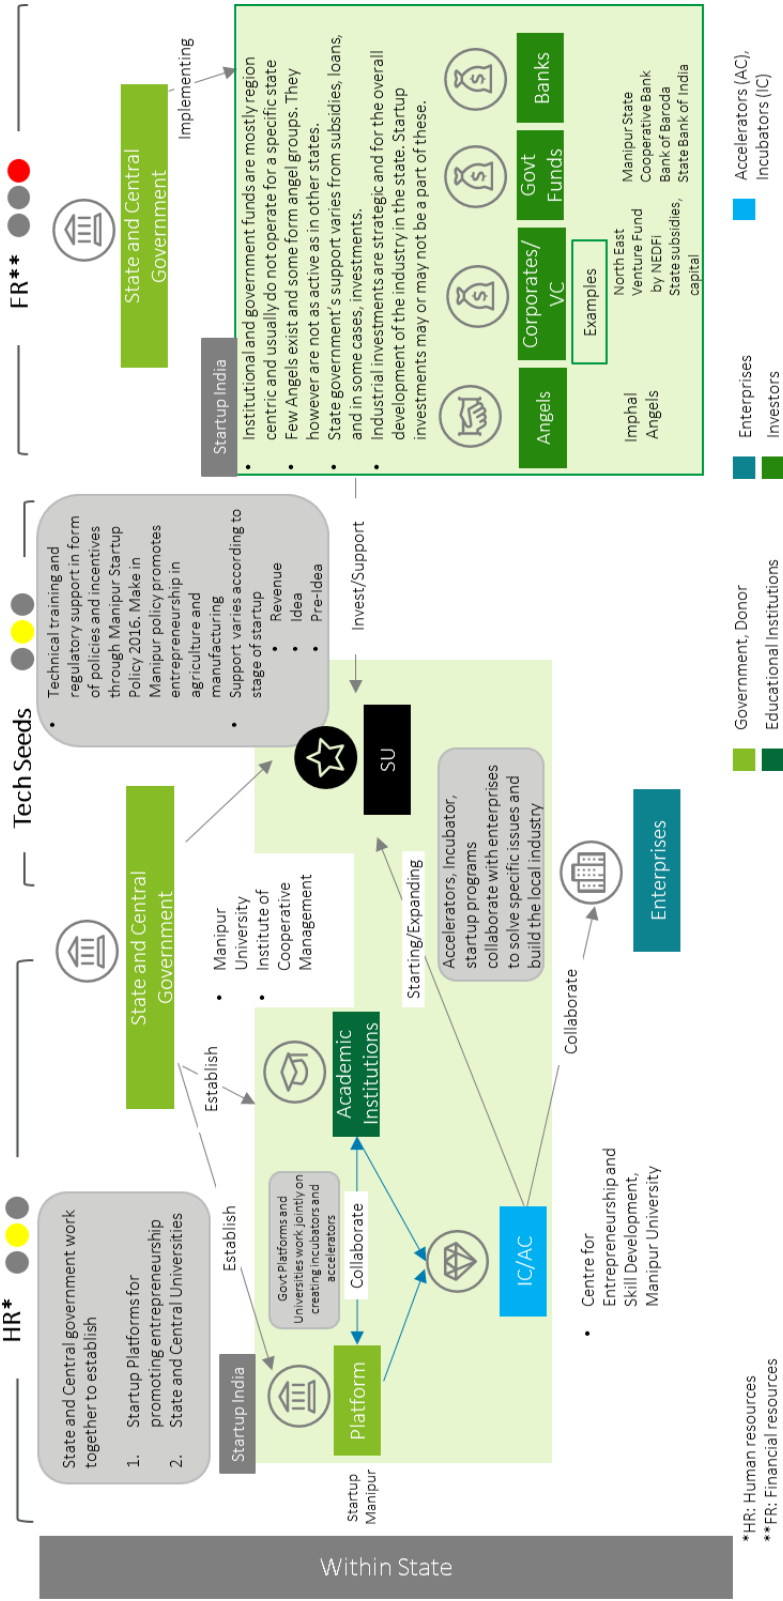 HR*
Tech Seeds
FR**
State and Central government work
together to establish
1. Startup Platforms for
promoting entrepreneurship
2. State and Central Universities
State and Central
Government
• Technical training and
regulatory support in form
of policies and incentives
through Manipur Startup
Policy 2016. Make in
Manipur policy promotes
entrepreneurship in
agriculture and
manufacturing
• Support varies according to
stage of startup
• Revenue
• Idea
• Pre-Idea
State and Central
Government
Implementing
Establish
Establish
• Manipur
University
• Institute of
Cooperative
Management
Startup India
Startup
Manipur
Platform
Govt Platforms and
Universities work jointly on
creating incubators and
accelerators
Collaborate
Academic
Institutions
SU
Starting/Expanding
Invest/Support
IC/AC
Accelerators, Incubator,
startup programs
collaborate with enterprises
to solve specific issues and
build the local industry
Collaborate
Enterprises
• Centre for
Entrepreneurship and
Skill Development,
Manipur University
Startup India
• Institutional and government funds are mostly region
centric and usually do not operate for a specific state
• Few Angels exist and some form angel groups. They
however are not as active as in other states.
• State government's support varies from subsidies, loans,
and in some cases, investments.
• Industrial investments are strategic and for the overall
development of the industry in the state. Startup
investments may or may not be a part of these.
Angels
Corporates/
VC
Govt
Funds
Banks
Examples
Imphal
Angels
North East
Venture Fund
by NEDFi
State subsidies,
capital
Manipur State
Cooperative Bank
Bank of Baroda
State Bank of India
Within State
*HR: Human resources
**FR: Financial resources
Government, Donor
Educational Institutions
Enterprises
Investors
Accelerators (AC),
Incubators (IC)